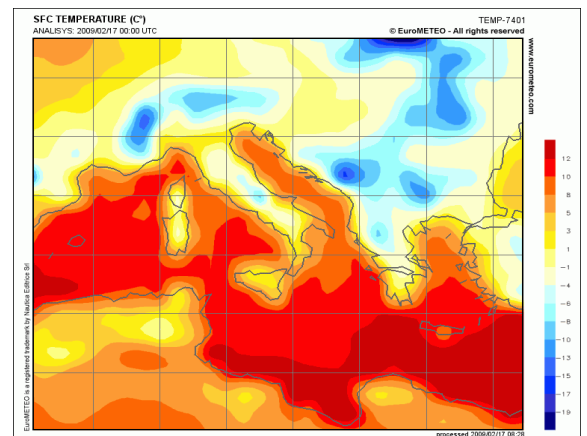 SFC TEMPERATURE (C°)
TEMP-7401
ANALISYS: 2009/02/17 00:00 UTC
© EuroMETEO - All rights reserved
www.eurometeo.com
EuroMETEO is a registered trademark by Nautica Editrice Srl
12
10
8
5
3
1
-1
-4
-6
-8
-10
-13
-15
-17
-19
processed 2009/02/17 08:28